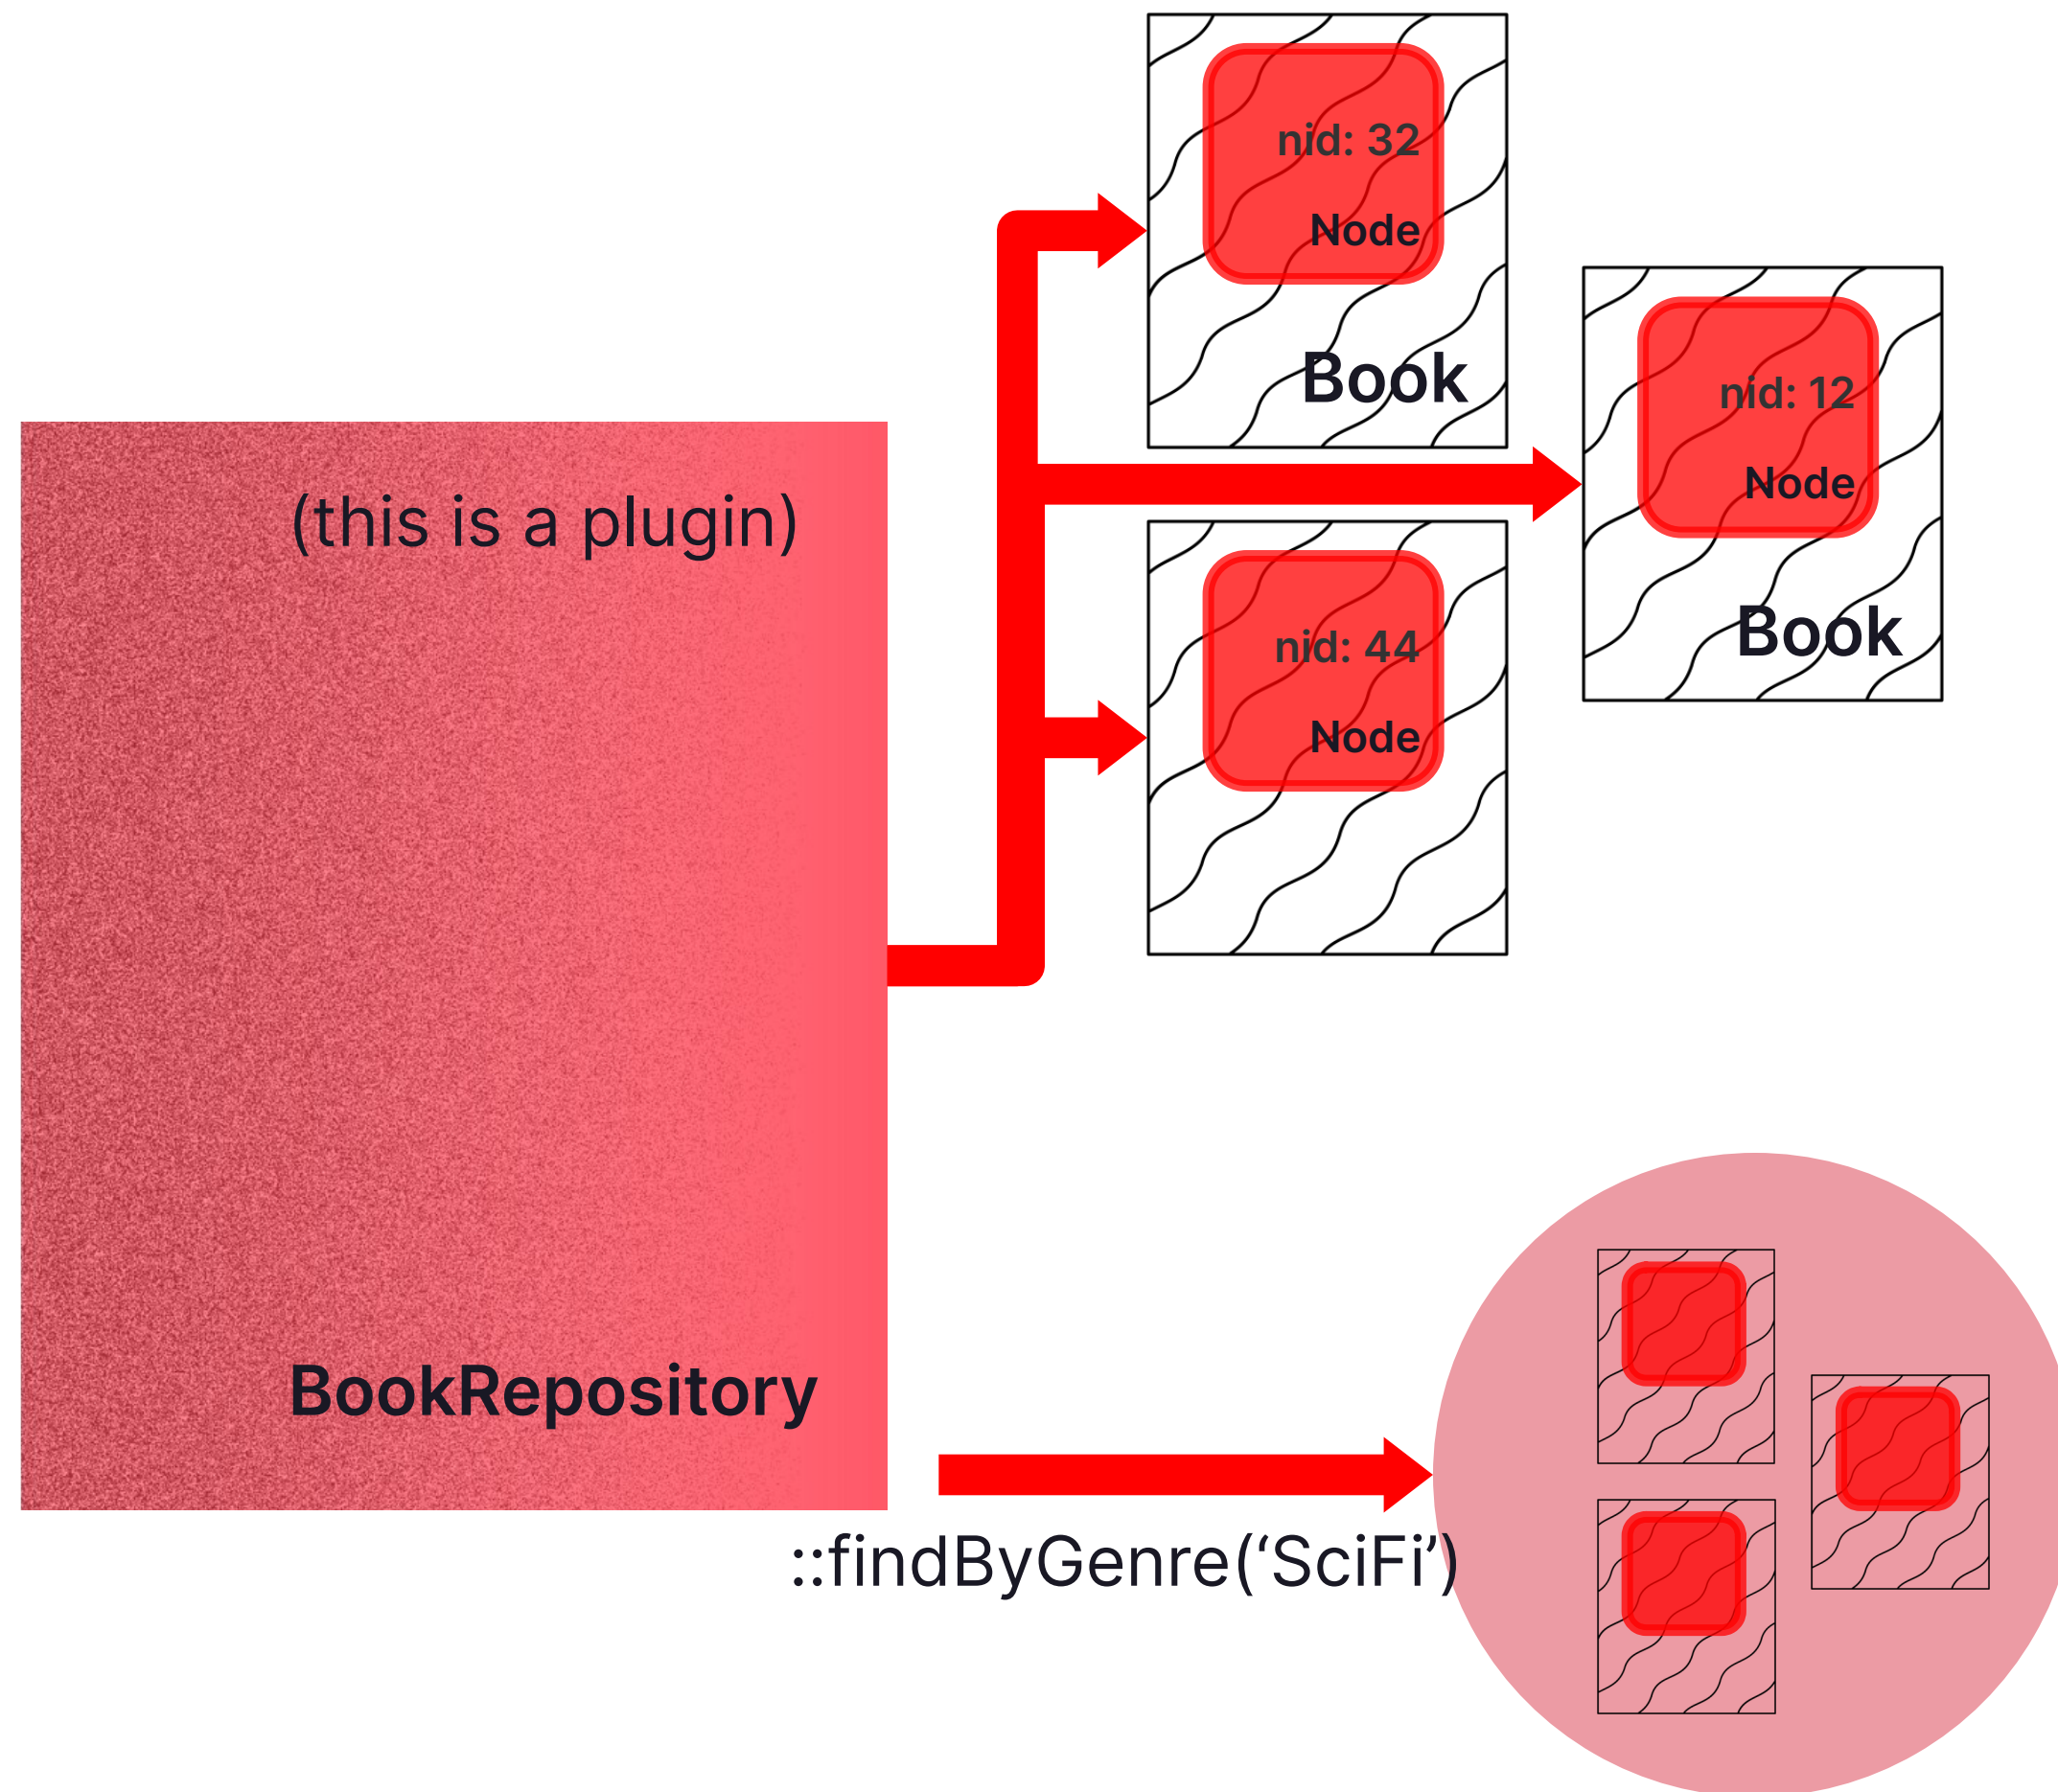 nid: 32
Node
Book
nid: 12
Node
Book
(this is a plugin)
nid: 44
Node
BookRepository
::findByGenre(‘SciFi’)